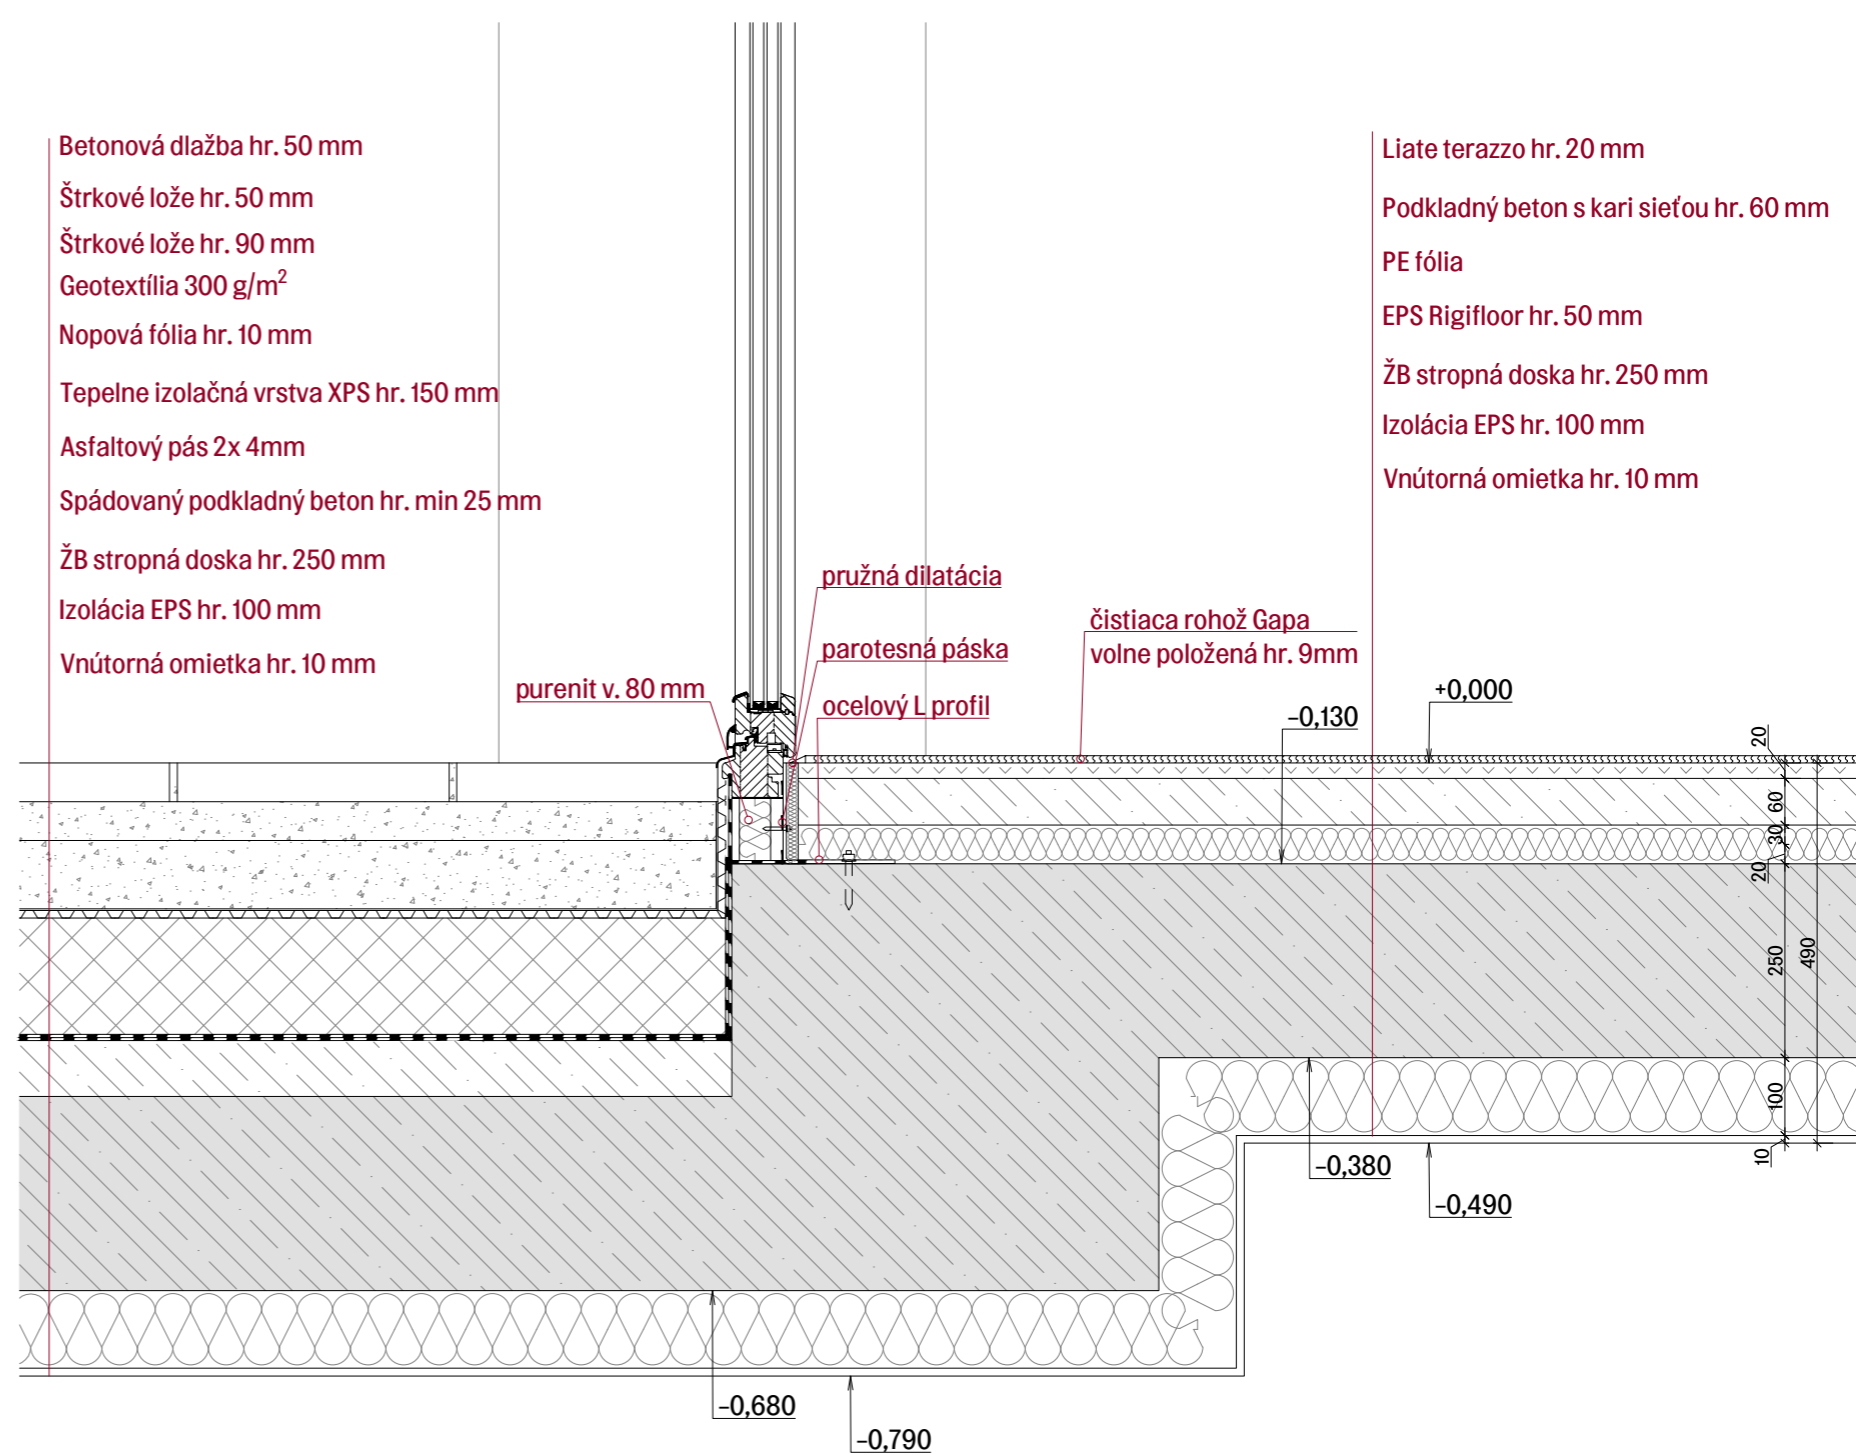 Betonová dlažba hr. 50 mm
Štrkové lože hr. 50 mm
Štrkové lože hr. 90 mm
Geotextília 300 g/m²
Nopová fólia hr. 10 mm
Tepelne izolačná vrstva XPS hr. 150 mm
Asfaltový pás 2x 4mm
Spádovaný podkladný beton hr. min 25 mm
ŽB stropná doska hr. 250 mm
Izolácia EPS hr. 100 mm
Vnútorná omietka hr. 10 mm
purenit v. 80 mm
pružná dilatácia
parotesná páska
ocelový L profil
čistiaca rohož Gapa
volne položená hr. 9mm
Liate terazzo hr. 20 mm
Podkladný beton s kari sieťou hr. 60 mm
PE fólia
EPS Rigifloor hr. 50 mm
ŽB stropná doska hr. 250 mm
Izolácia EPS hr. 100 mm
Vnútorná omietka hr. 10 mm
+0,000
-0,130
20
60
30
20
250
490
100
10
-0,380
-0,490
-0,680
-0,790